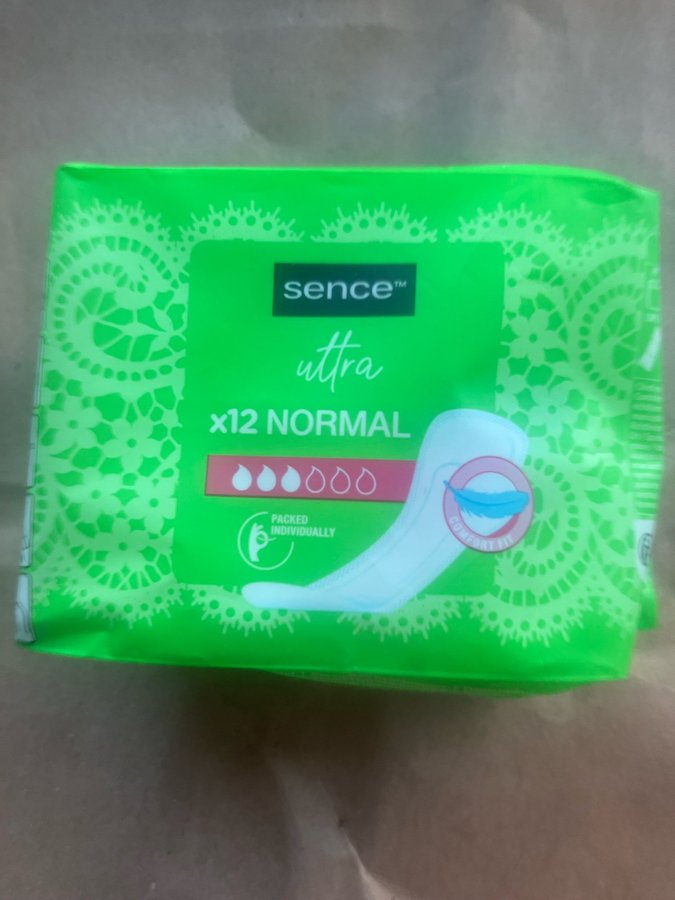 sence™
ultra
x12 NORMAL
PACKED
INDIVIDUALLY
COMFORT FIT